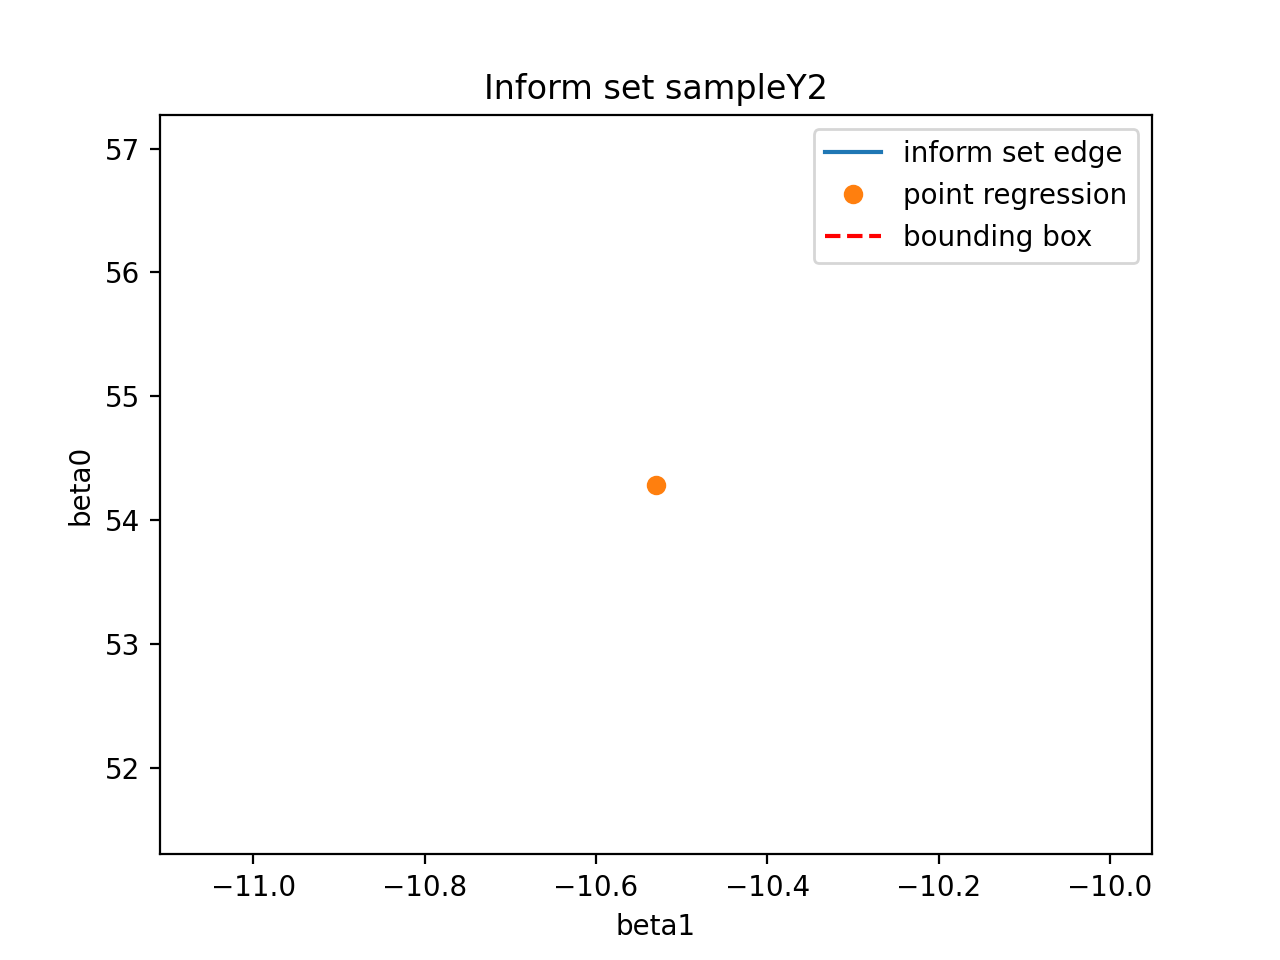 Inform set sampleY2
inform set edge
point regression
bounding box
57
56
55
54
53
52
beta0
−11.0
−10.8
−10.6
−10.4
−10.2
−10.0
beta1